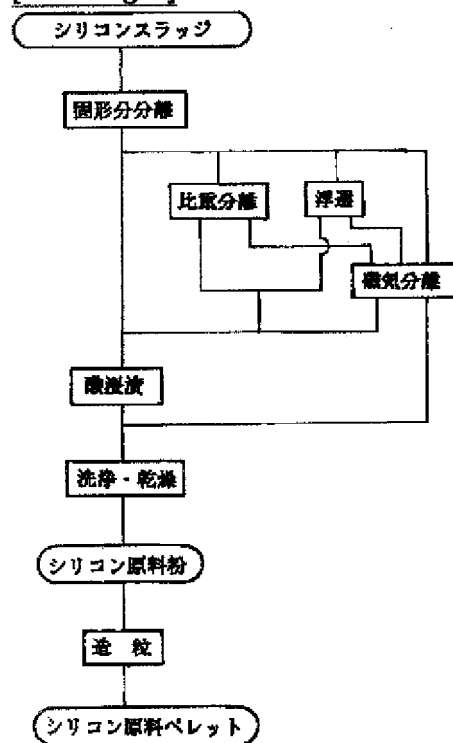 シリコンスラッジ
固形分分離
比重分離
浮選
磁気分離
酸浸漬
洗浄・乾燥
シリコン原料粉
造 粒
シリコン原料ペレット